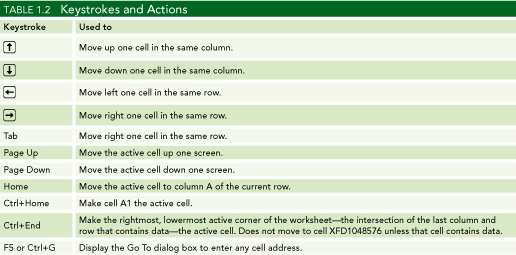 TABLE 1.2 Keystrokes and Actions
Keystroke Used to
↑ Move up one cell in the same column.
↓ Move down one cell in the same column.
← Move left one cell in the same row.
→ Move right one cell in the same row.
Tab Move right one cell in the same row.
Page Up Move the active cell up one screen.
Page Down Move the active cell down one screen.
Home Move the active cell to column A of the current row.
Ctrl+Home Make cell A1 the active cell.
Ctrl+End Make the rightmost, lowermost active corner of the worksheet—the intersection of the last column and
row that contains data—the active cell. Does not move to cell XFD1048576 unless that cell contains data.
F5 or Ctrl+G Display the Go To dialog box to enter any cell address.